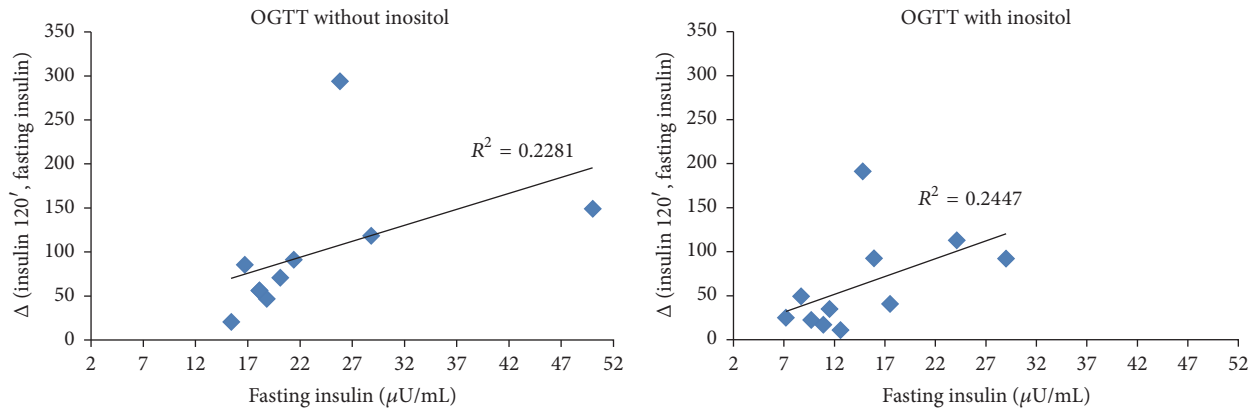 OGTT without inositol
Δ (insulin 120′, fasting insulin)
350
300
250
200
150
100
50
0
R² = 0.2281
2 7 12 17 22 27 32 37 42 47 52
Fasting insulin (μU/mL)
OGTT with inositol
Δ (insulin 120′, fasting insulin)
350
300
250
200
150
100
50
0
R² = 0.2447
2 7 12 17 22 27 32 37 42 47 52
Fasting insulin (μU/mL)